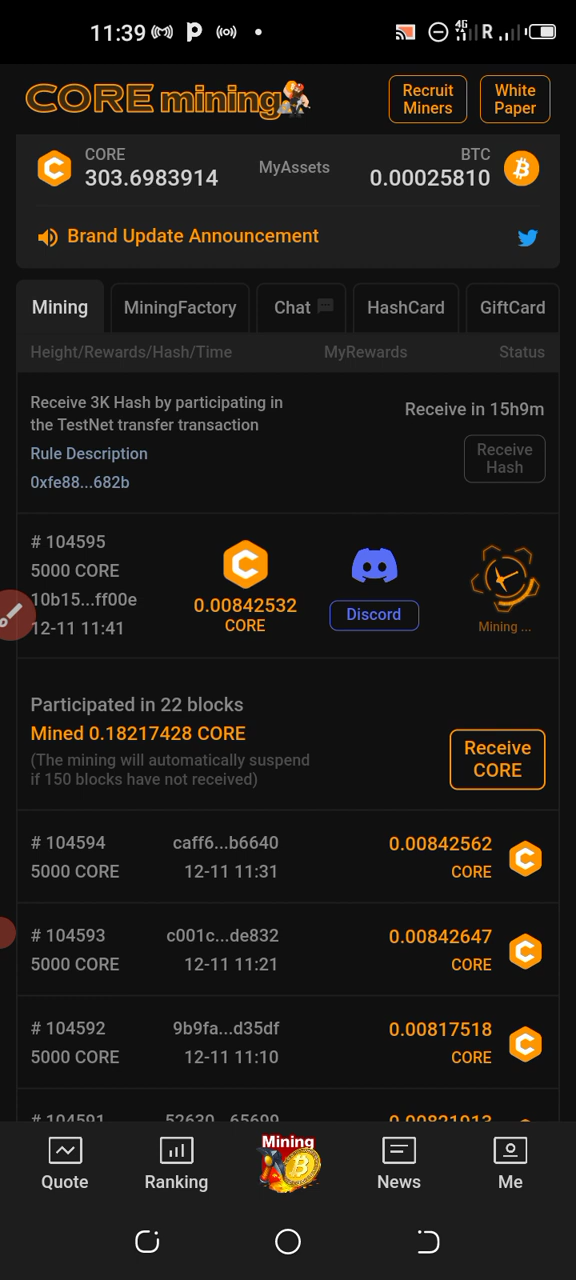 11:39
4G R
CORE mining
Recruit Miners
White Paper
CORE
303.6983914
MyAssets
BTC
0.00025810
Brand Update Announcement
Mining
MiningFactory
Chat
HashCard
GiftCard
Height/Rewards/Hash/Time
MyRewards
Status
Receive 3K Hash by participating in
the TestNet transfer transaction
Receive in 15h9m
Rule Description
Receive
Hash
0xfe88...682b
# 104595
5000 CORE
10b15...ff00e
12-11 11:41
0.00842532
CORE
Discord
Mining ...
Participated in 22 blocks
Mined 0.18217428 CORE
(The mining will automatically suspend
if 150 blocks have not received)
Receive
CORE
# 104594
caff6...b6640
0.00842562
5000 CORE
12-11 11:31
CORE
# 104593
c001c...de832
0.00842647
5000 CORE
12-11 11:21
CORE
# 104592
9b9fa...d35df
0.00817518
5000 CORE
12-11 11:10
CORE
# 104591
52630...65699
0.00821913
Quote
Ranking
Mining
News
Me